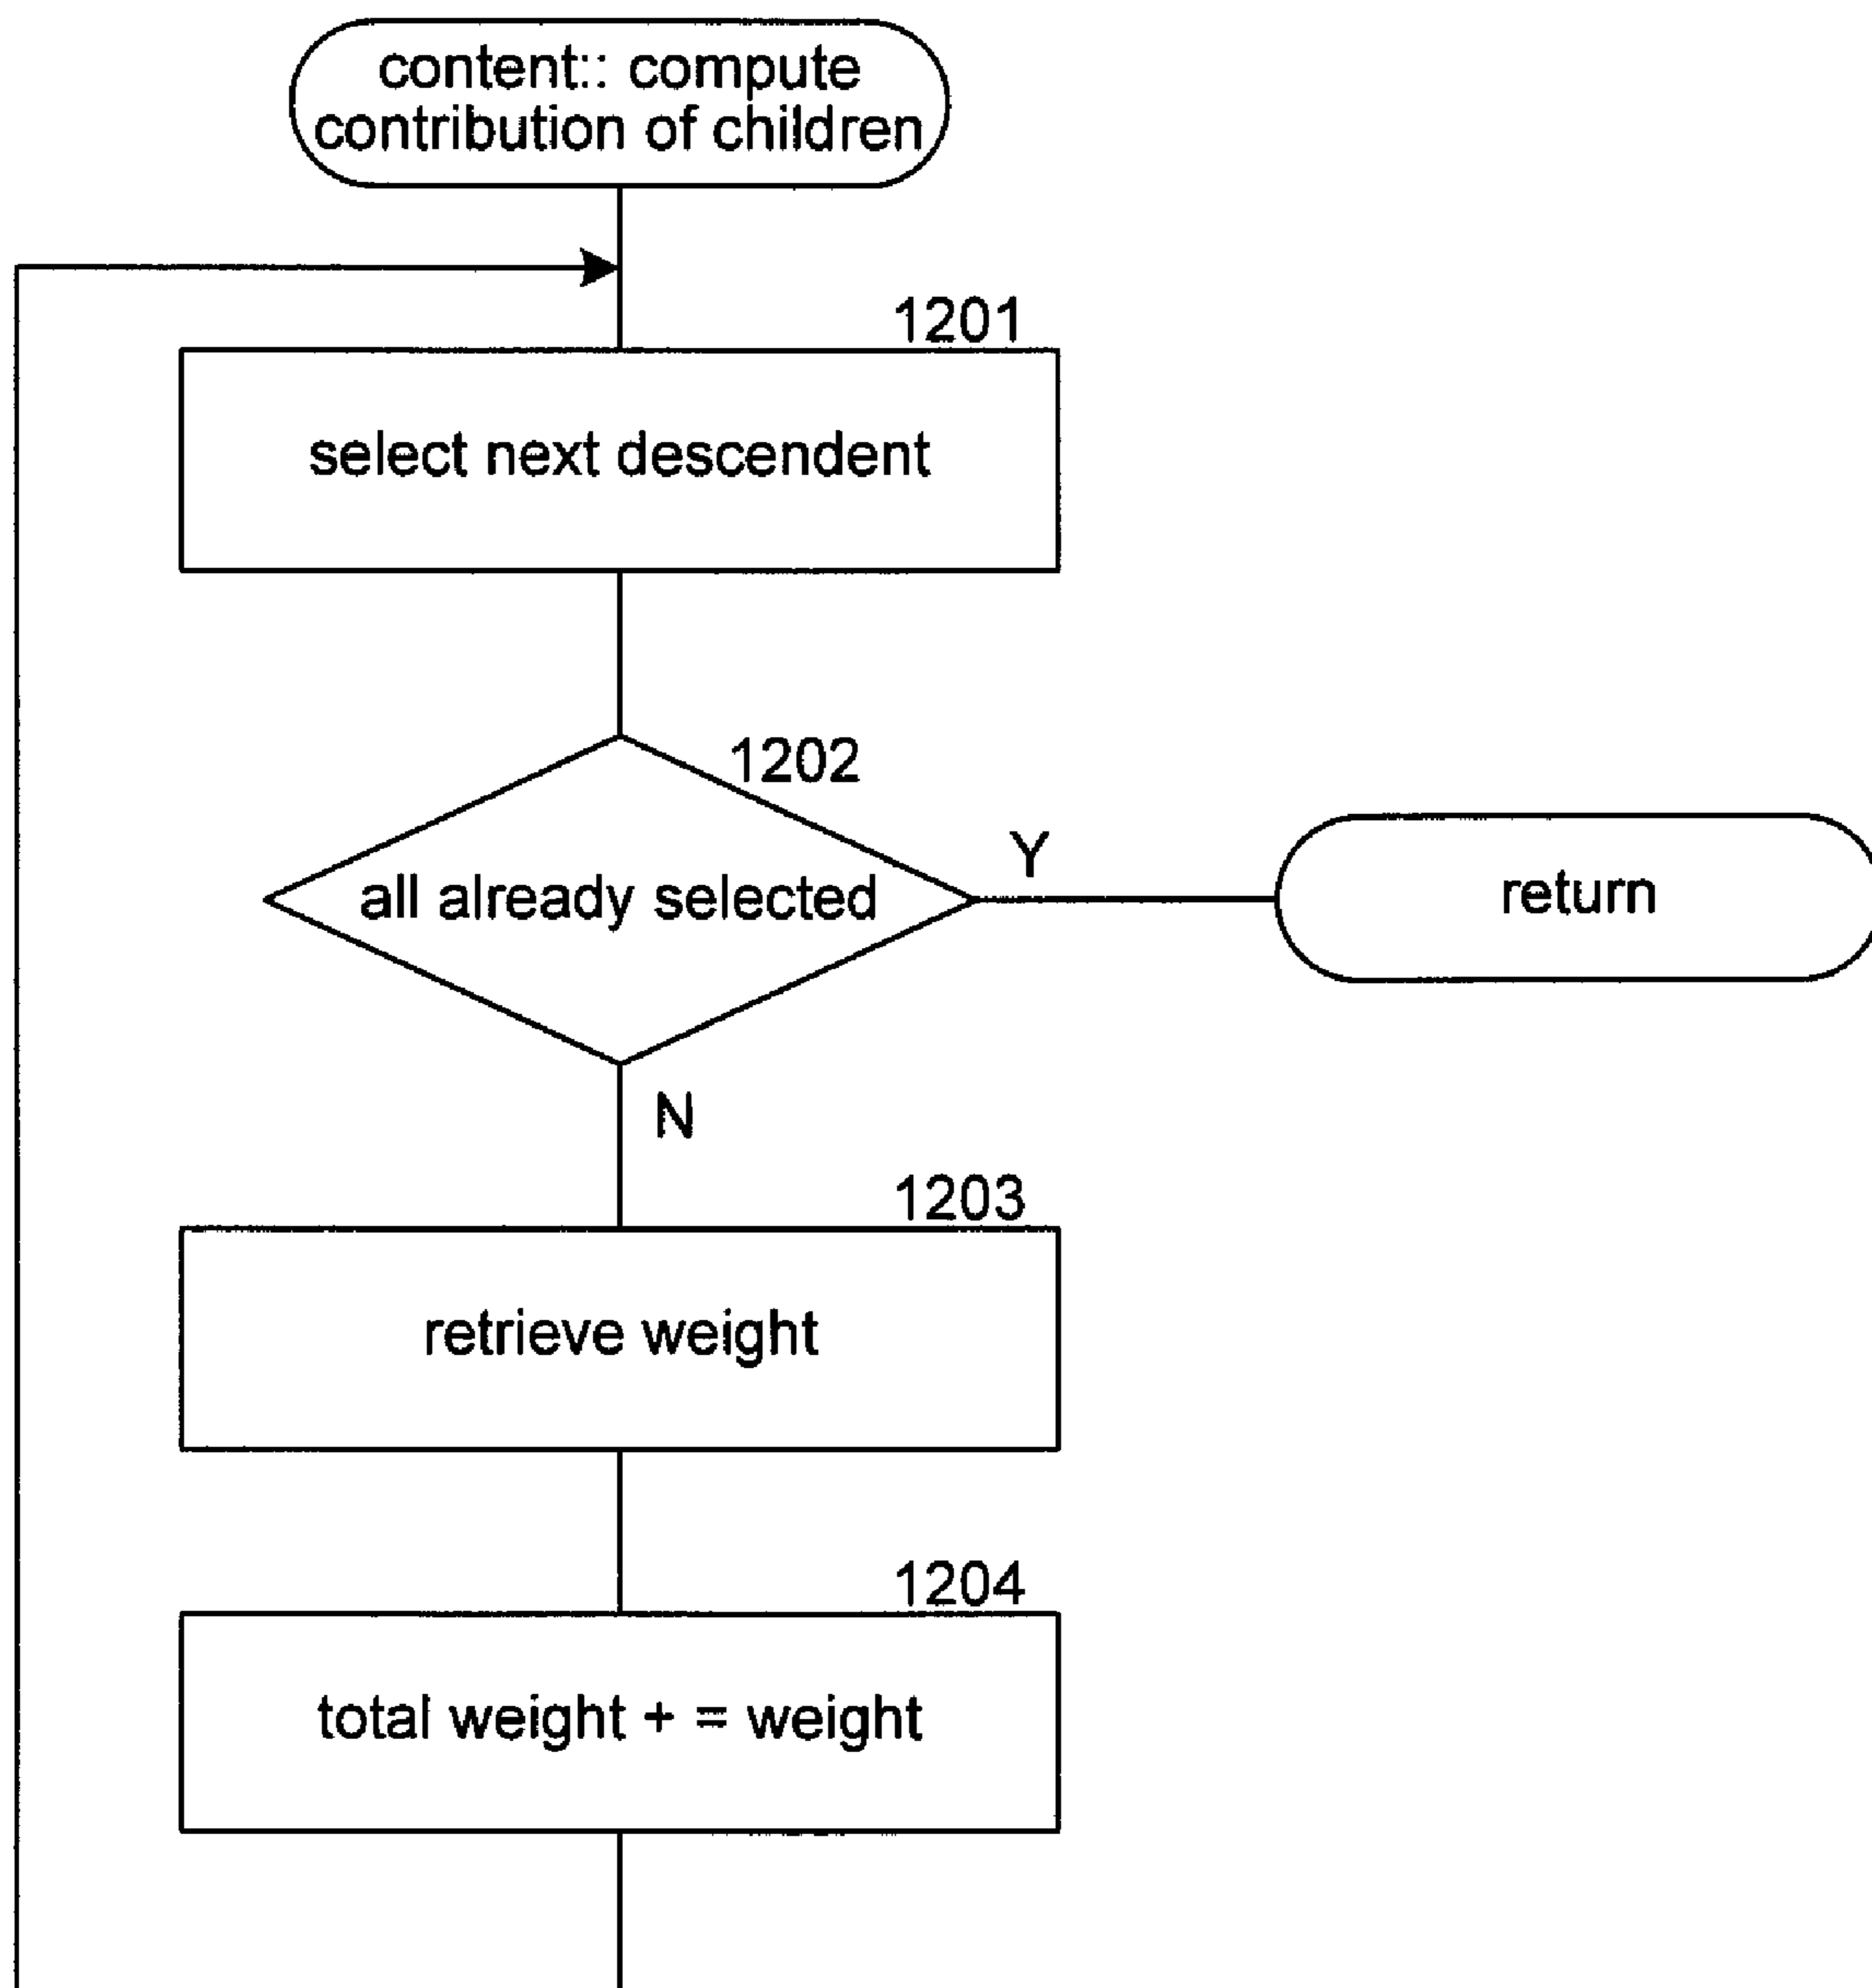 content:: compute
contribution of children
1201
select next descendent
1202
all already selected
Y
return
N
1203
retrieve weight
1204
total weight + = weight